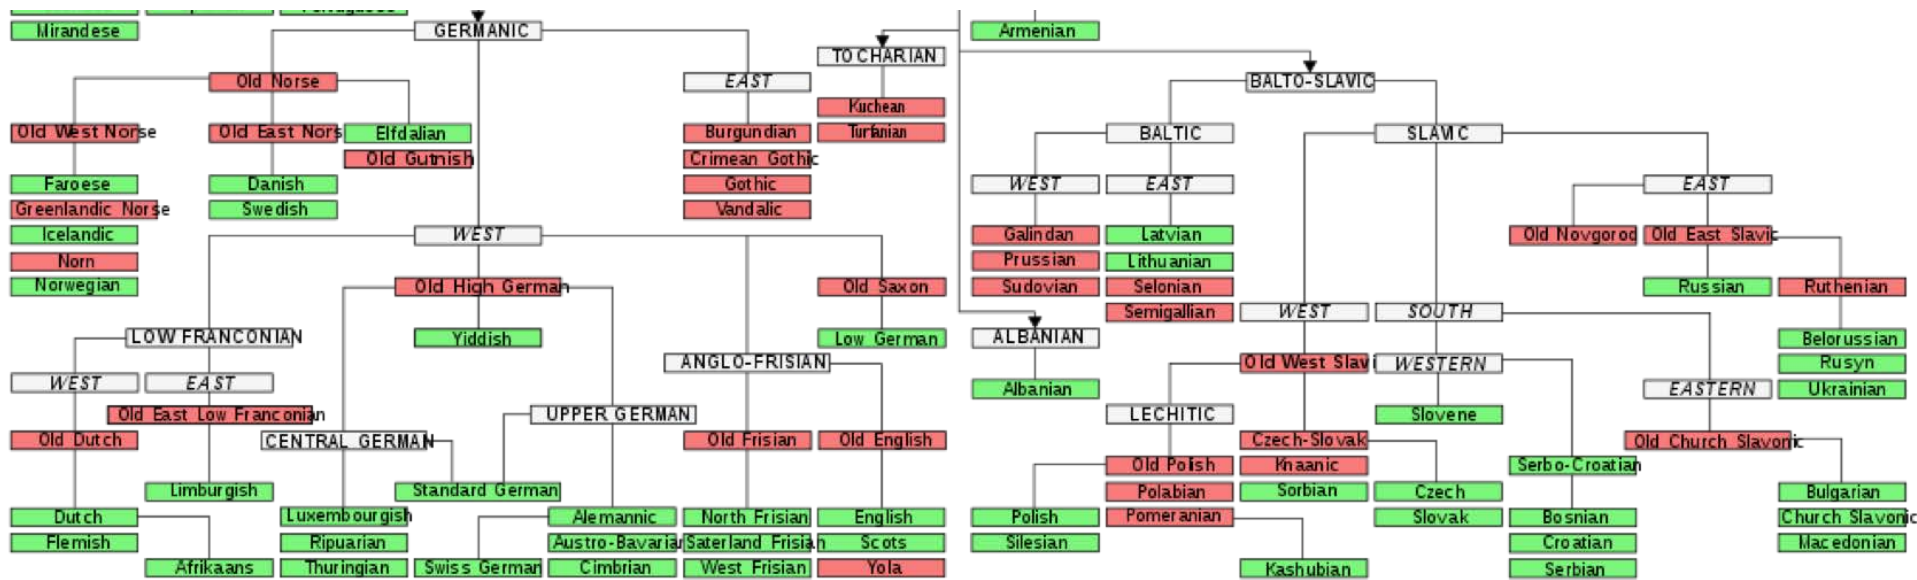 Mirandese
GERMANIC
Armenian
TOCHARIAN
Old Norse
EAST
BALTO-SLAVIC
Kuchean
Old West Norse
Old East Nors
Elfdalian
Burgundian
Turfanian
BALTIC
SLAVIC
Old Gutnish
Crimean Gothic
Faroese
Danish
Gothic
WEST
EAST
EAST
Greenlandic Norse
Swedish
Vandalic
Icelandic
WEST
Galindan
Latvian
Old Novgorod
Old East Slavic
Norn
Prussian
Lithuanian
Norwegian
Old High German
Old Saxon
Sudovian
Selonian
Russian
Ruthenian
Semigallian
WEST
SOUTH
LOW FRANCONIAN
Yiddish
Low German
ALBANIAN
Belorussian
ANGLO-FRISIAN
Old West Slavi
WESTERN
Rusyn
WEST
EAST
Albanian
EASTERN
Ukrainian
Old East Low Franconian
UPPER GERMAN
LECHITIC
Slovene
Old Dutch
CENTRAL GERMAN
Old Frisian
Old English
Czech-Slovak
Old Church Slavonic
Old Polish
Knaanic
Serbo-Croatian
Limburgish
Standard German
Polabian
Sorbian
Czech
Bulgarian
Dutch
Luxembourgish
Alemannic
North Frisian
English
Polish
Pomeranian
Slovak
Bosnian
Church Slavonic
Flemish
Ripuarian
Austro-Bavarian
Saterland Frisian
Scots
Silesian
Croatian
Macedonian
Afrikaans
Thuringian
Swiss German
Cimbrian
West Frisian
Yola
Kashubian
Serbian